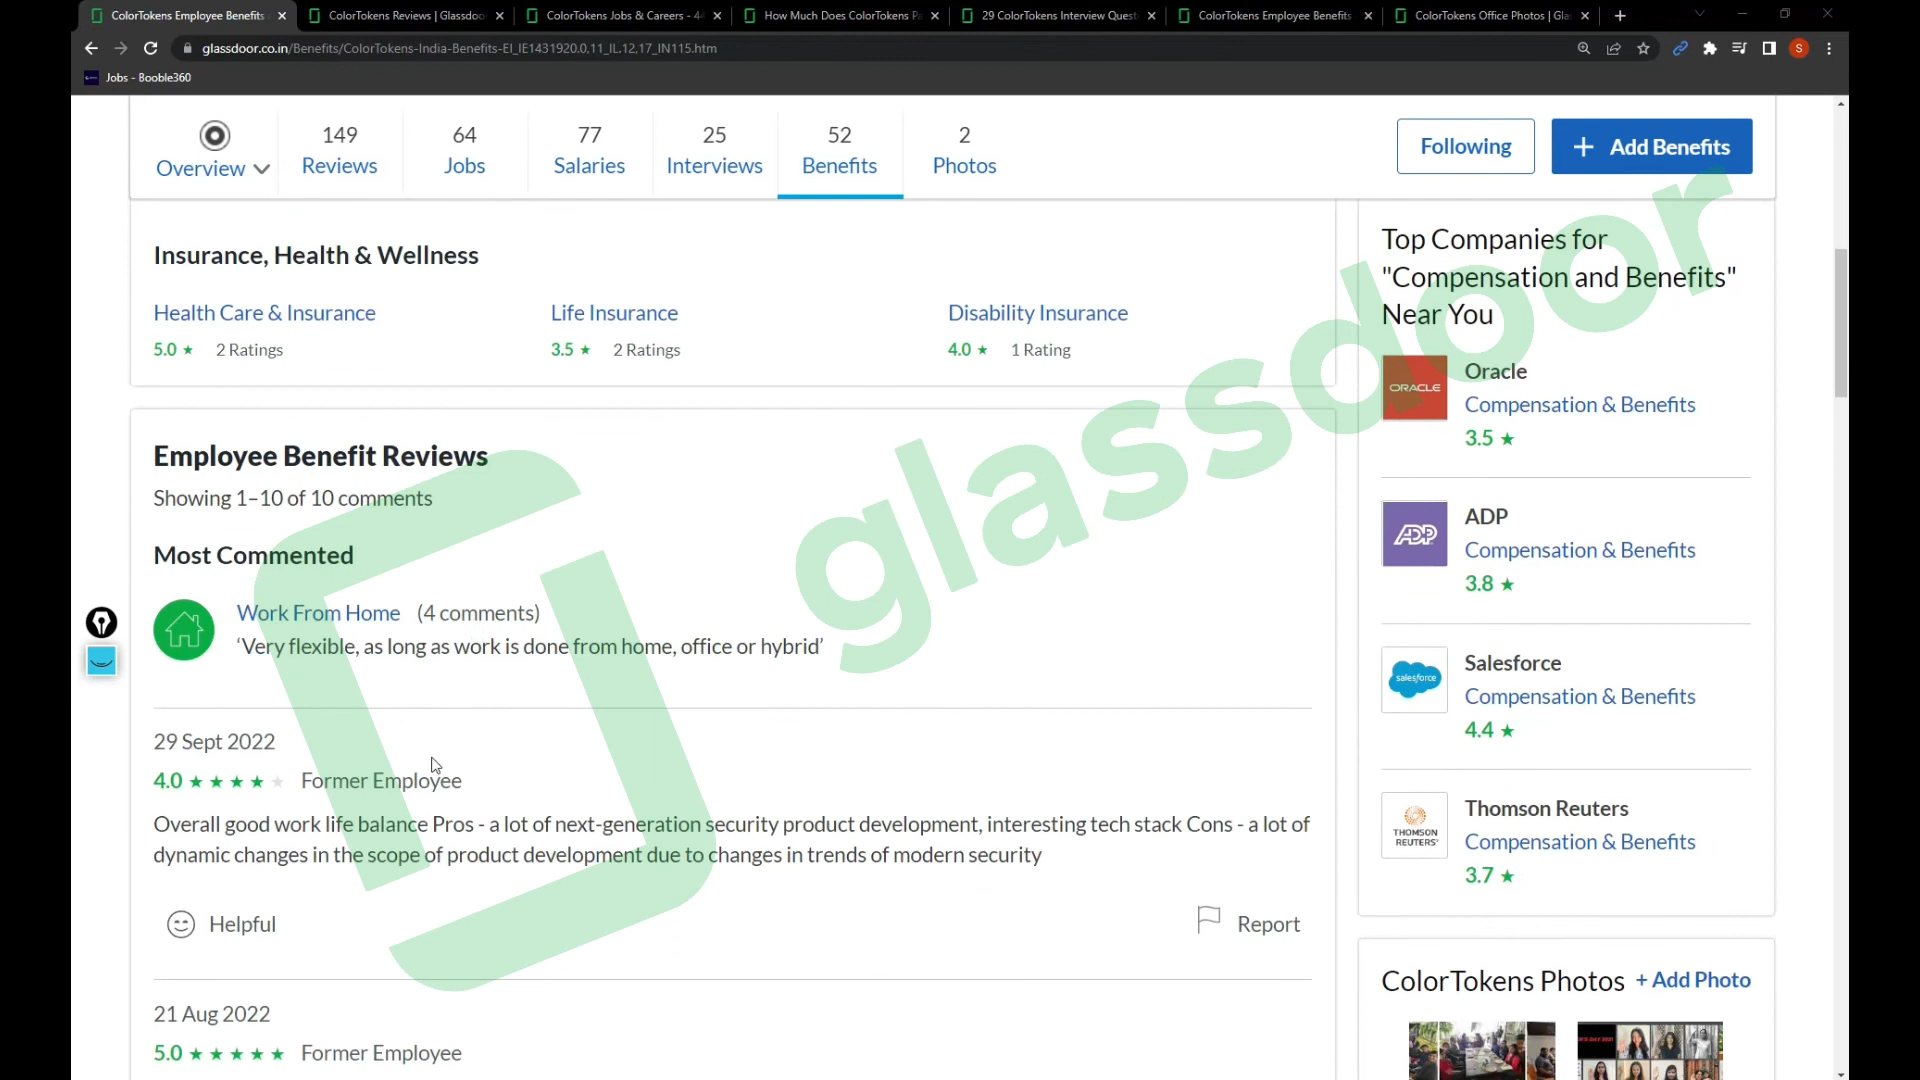 ColorTokens Employee Benefits
ColorTokens Reviews | Glassdoo
ColorTokens Jobs & Careers - 4
How Much Does ColorTokens Pa
29 ColorTokens Interview Quest
ColorTokens Employee Benefits
ColorTokens Office Photos | Gla
glassdoor.co.in/Benefits/ColorTokens-India-Benefits-EI_IE1431920.0,11_IL.12,17_IN115.htm
S
Jobs - Booble360
Overview
149
Reviews
64
Jobs
77
Salaries
25
Interviews
52
Benefits
2
Photos
Following
+ Add Benefits
Insurance, Health & Wellness
Health Care & Insurance
5.0 ★ 2 Ratings
Life Insurance
3.5 ★ 2 Ratings
Disability Insurance
4.0 ★ 1 Rating
Employee Benefit Reviews
Showing 1–10 of 10 comments
Most Commented
Work From Home (4 comments)
‘Very flexible, as long as work is done from home, office or hybrid’
29 Sept 2022
4.0 ★ ★ ★ ★ ★ Former Employee
Overall good work life balance Pros - a lot of next-generation security product development, interesting tech stack Cons - a lot of
dynamic changes in the scope of product development due to changes in trends of modern security
Helpful
Report
21 Aug 2022
5.0 ★ ★ ★ ★ ★ Former Employee
glassdoor
Top Companies for
"Compensation and Benefits"
Near You
ORACLE
Oracle
Compensation & Benefits
3.5 ★
ADP
ADP
Compensation & Benefits
3.8 ★
salesforce
Salesforce
Compensation & Benefits
4.4 ★
THOMSON
REUTERS
Thomson Reuters
Compensation & Benefits
3.7 ★
ColorTokens Photos + Add Photo